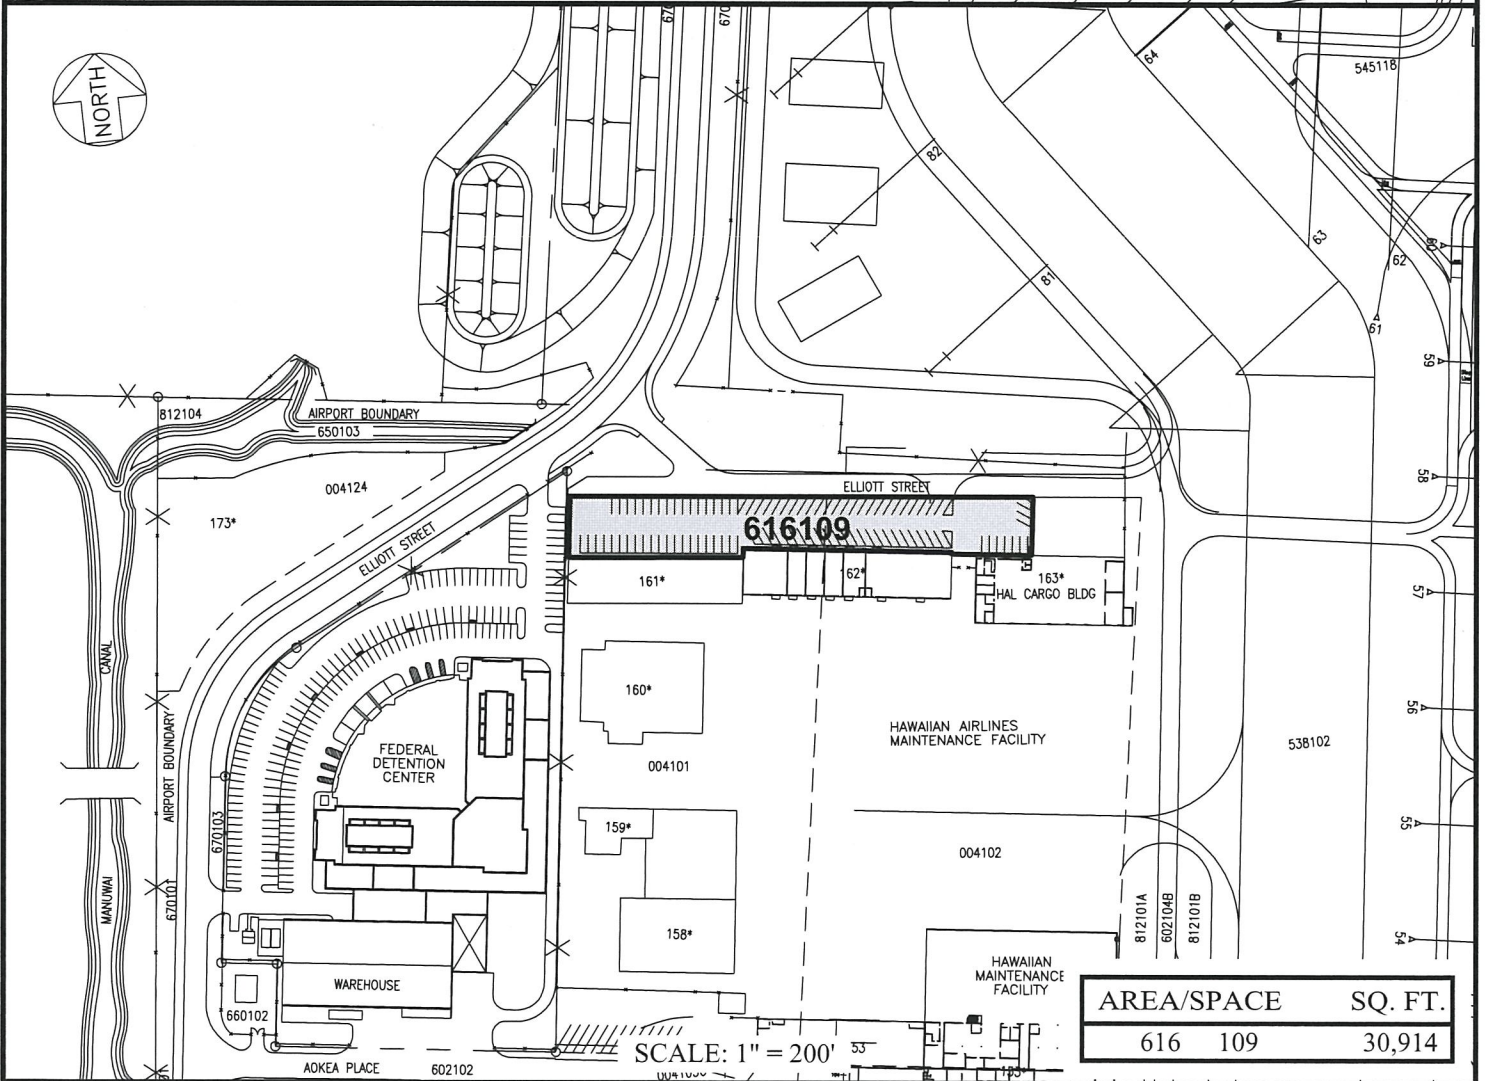 NORTH
670
64
545118
82
63
60
62
81
61
59
812104
AIRPORT BOUNDARY
650103
58
ELLIOTT STREET
004124
173*
616109
ELLIOTT STREET
161*
162*
163*
HAL CARGO BLDG
57
CANAL
160*
HAWAIIAN AIRLINES
MAINTENANCE FACILITY
56
538102
FEDERAL
DETENTION
CENTER
004101
AIRPORT BOUNDARY
670103
159*
55
004102
MANUWAI
670101
812101A
602104B
812101B
158*
54
HAWAIIAN
MAINTENANCE
FACILITY
WAREHOUSE
660102
AREA/SPACE SQ. FT.
616 109 30,914
SCALE: 1" = 200'
53
AOKEA PLACE
602102